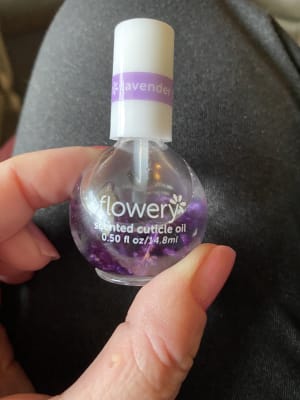 lavender
flowery
scented cuticle oil
0.50 fl oz/14.8ml